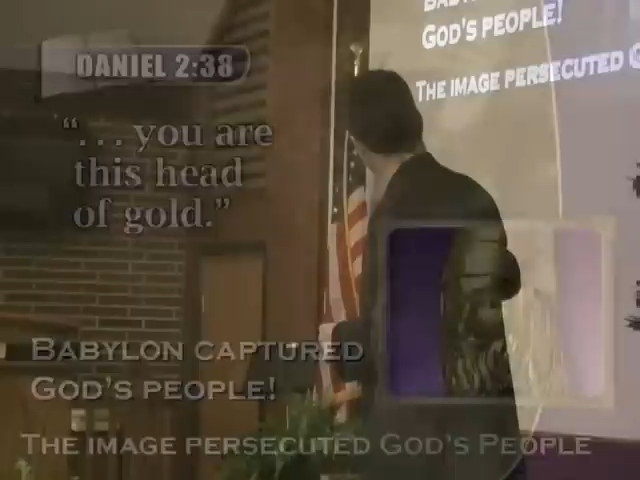 DANIEL 2:38
“. . . you are
this head
of gold.”
BABYLON CAPTURED
GOD'S PEOPLE!
THE IMAGE PERSECUTED GOD'S PEOPLE
GOD'S PEOPLE!
THE IMAGE PERSECUTED